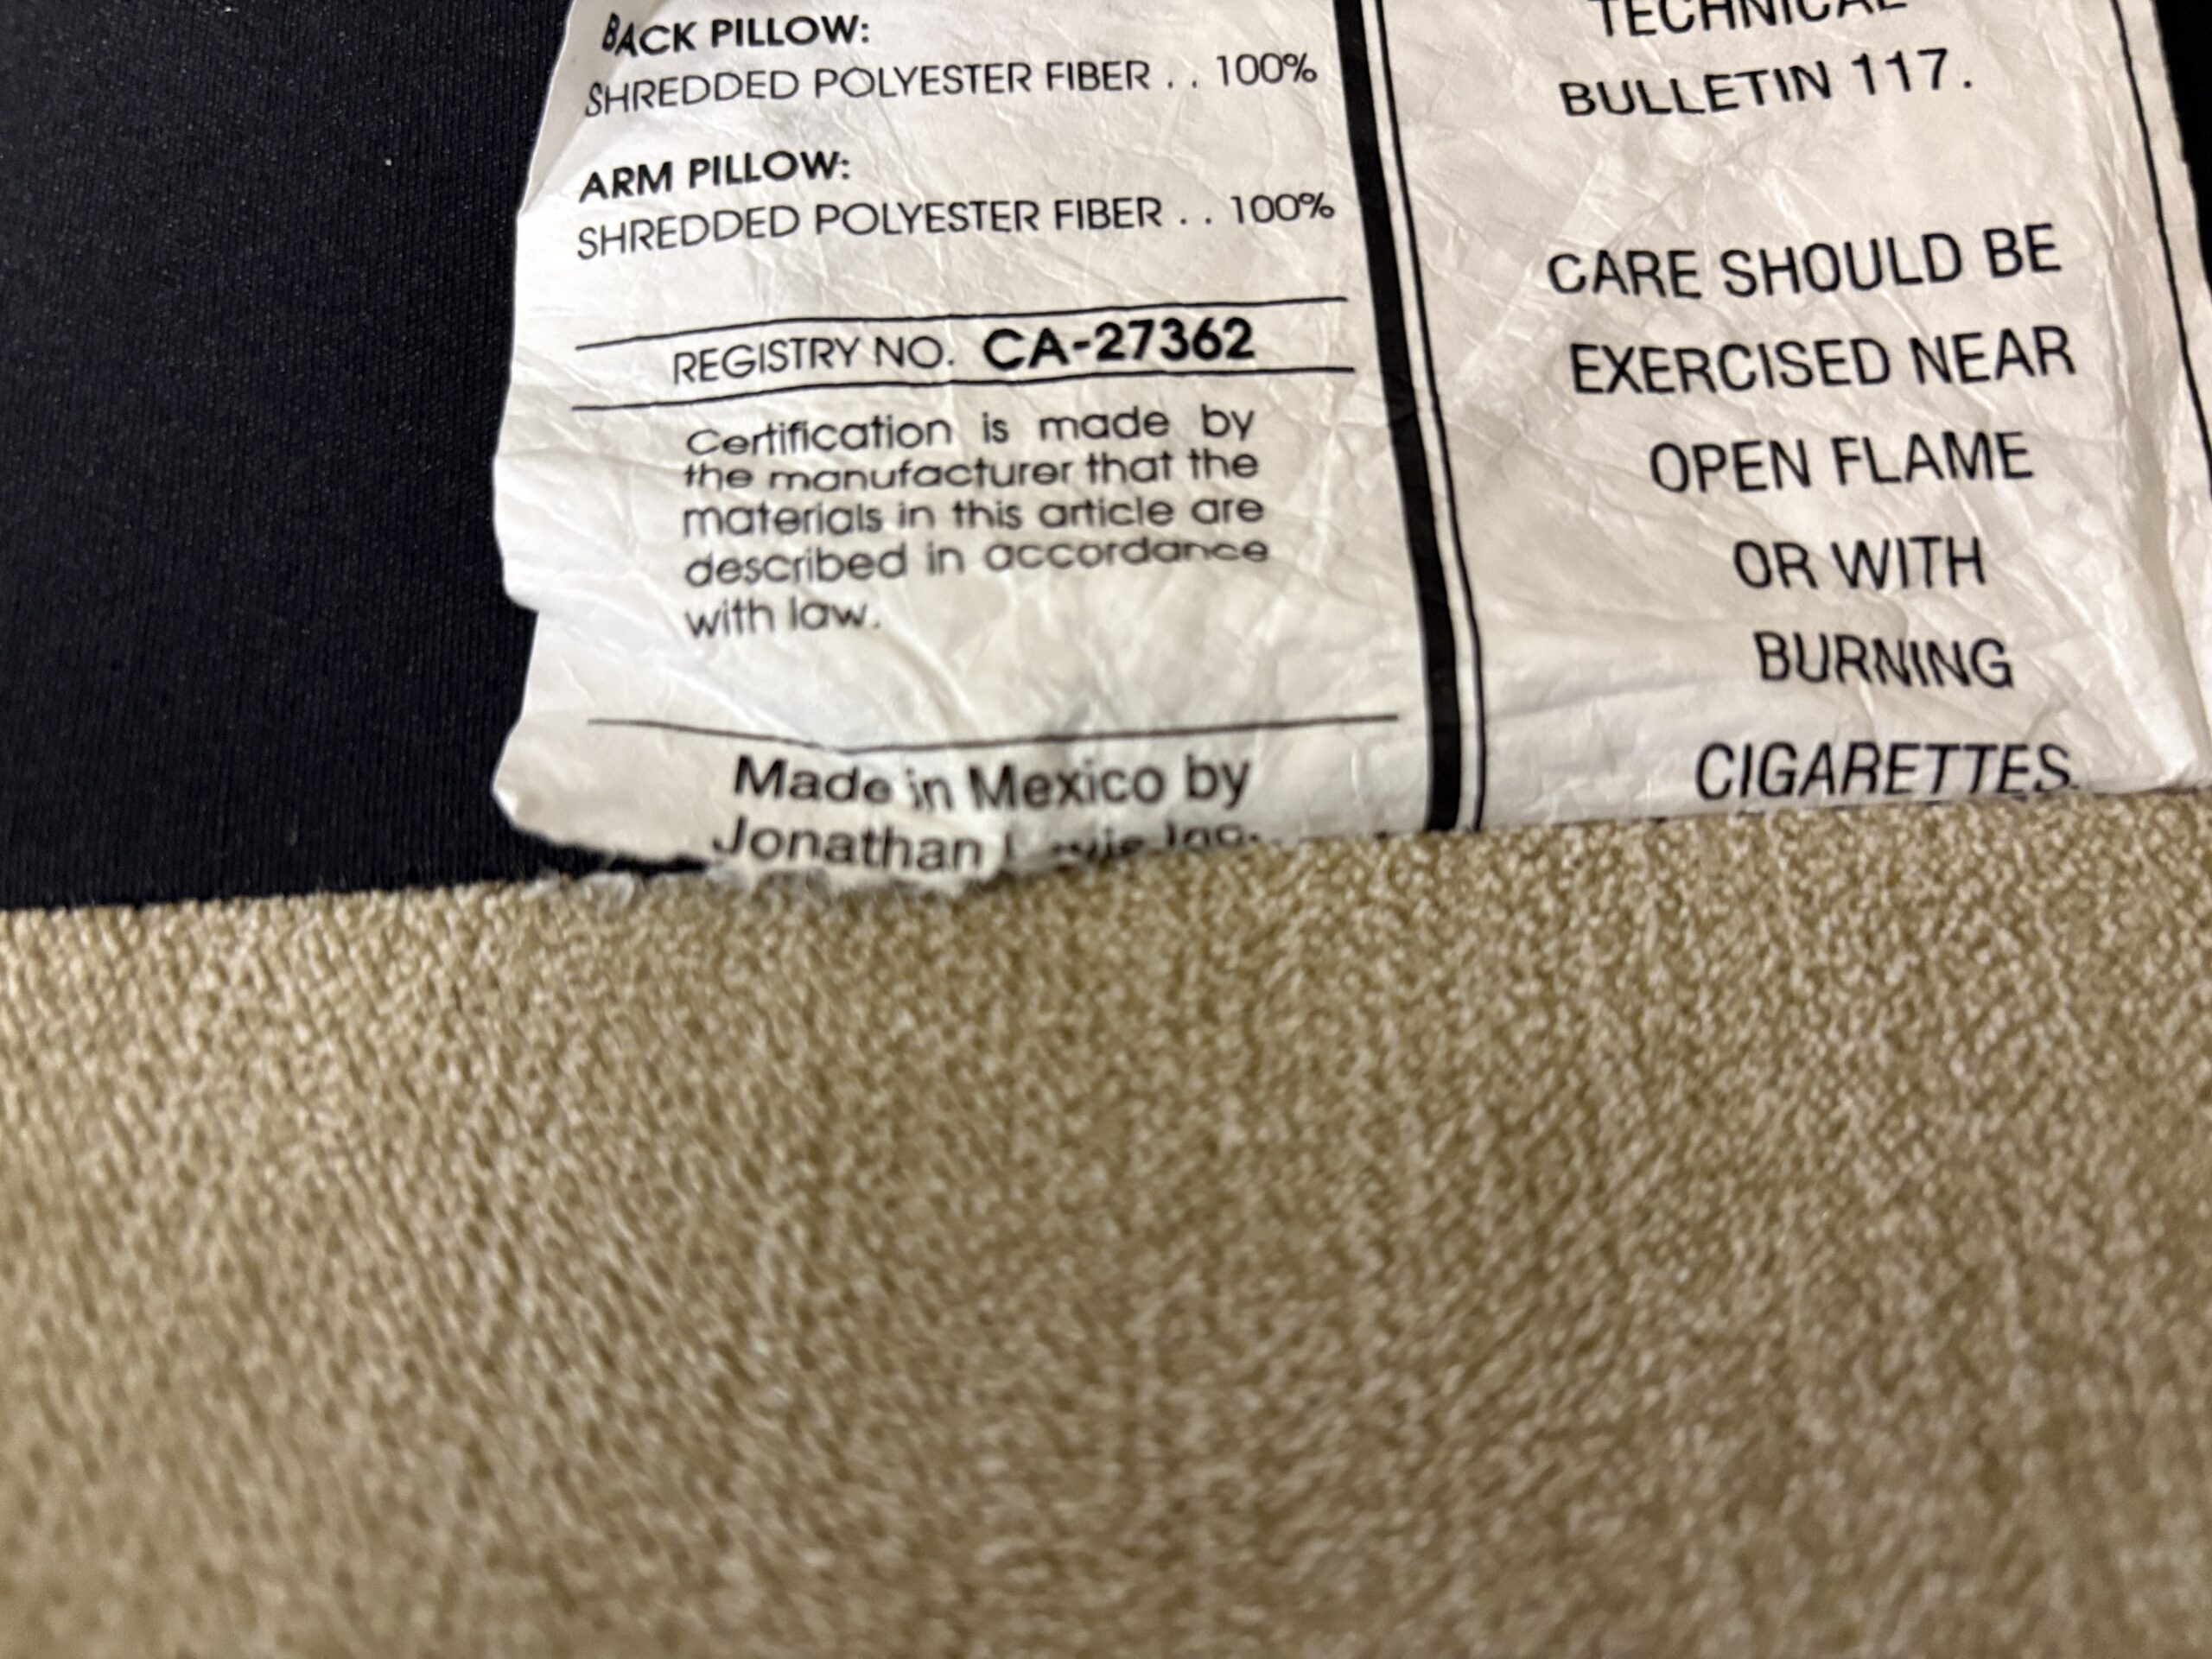 BACK PILLOW:
SHREDDED POLYESTER FIBER . . 100%
ARM PILLOW:
SHREDDED POLYESTER FIBER . . 100%
REGISTRY NO. CA-27362
Certification is made by
the manufacturer that the
materials in this article are
described in accordance
with law.
Made in Mexico by
Jonathan Inc.
TECHNICAL
BULLETIN 117.
CARE SHOULD BE
EXERCISED NEAR
OPEN FLAME
OR WITH
BURNING
CIGARETTES.